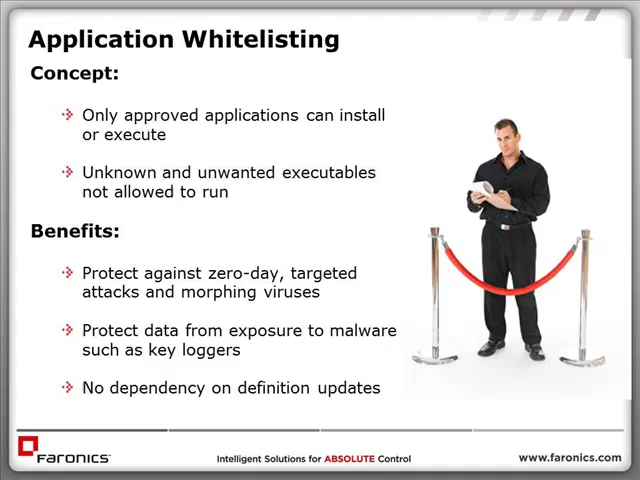 Application Whitelisting
Concept:
Only approved applications can install
or execute
Unknown and unwanted executables
not allowed to run
Benefits:
Protect against zero-day, targeted
attacks and morphing viruses
Protect data from exposure to malware
such as key loggers
No dependency on definition updates
FARONICS
Intelligent Solutions for ABSOLUTE Control
www.faronics.com